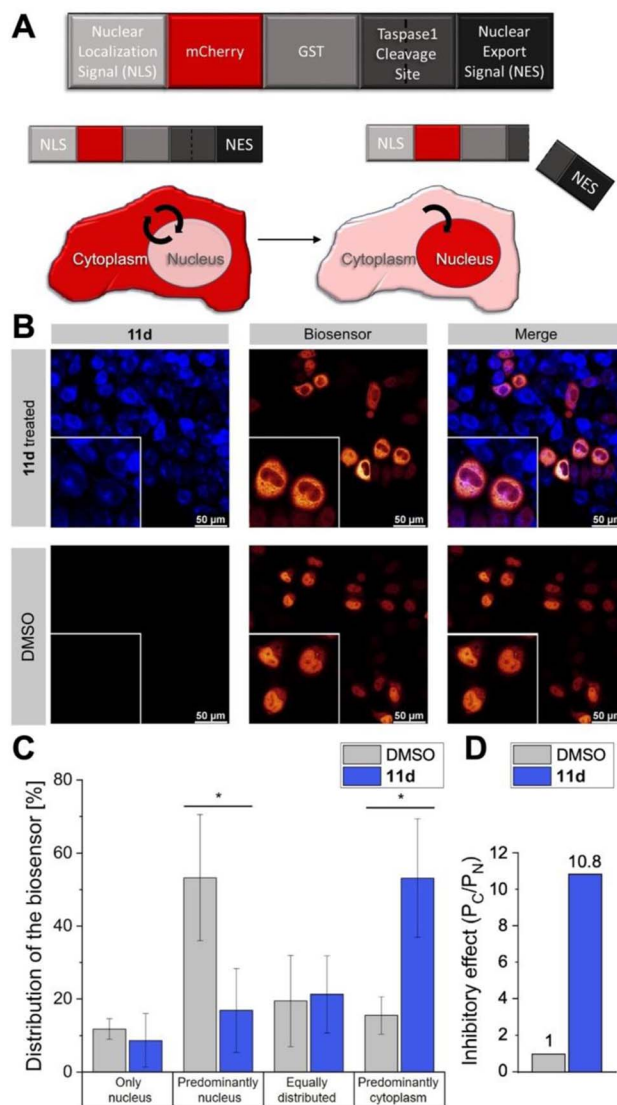 A
Nuclear
Localization
Signal (NLS)
mCherry
GST
Taspase1
Cleavage
Site
Nuclear
Export
Signal (NES)
NLS
NES
NLS
NES
Cytoplasm
Nucleus
Cytoplasm
Nucleus
B
11d
Biosensor
Merge
11d treated
50 µm
50 µm
50 µm
DMSO
50 µm
50 µm
50 µm
C
DMSO
11d
Distribution of the biosensor [%]
80
60
40
20
0
*
*
Only
nucleus
Predominantly
nucleus
Equally
distributed
Predominantly
cytoplasm
D
DMSO
11d
Inhibitory effect (PC/PN)
12
10
8
6
4
2
0
1
10.8